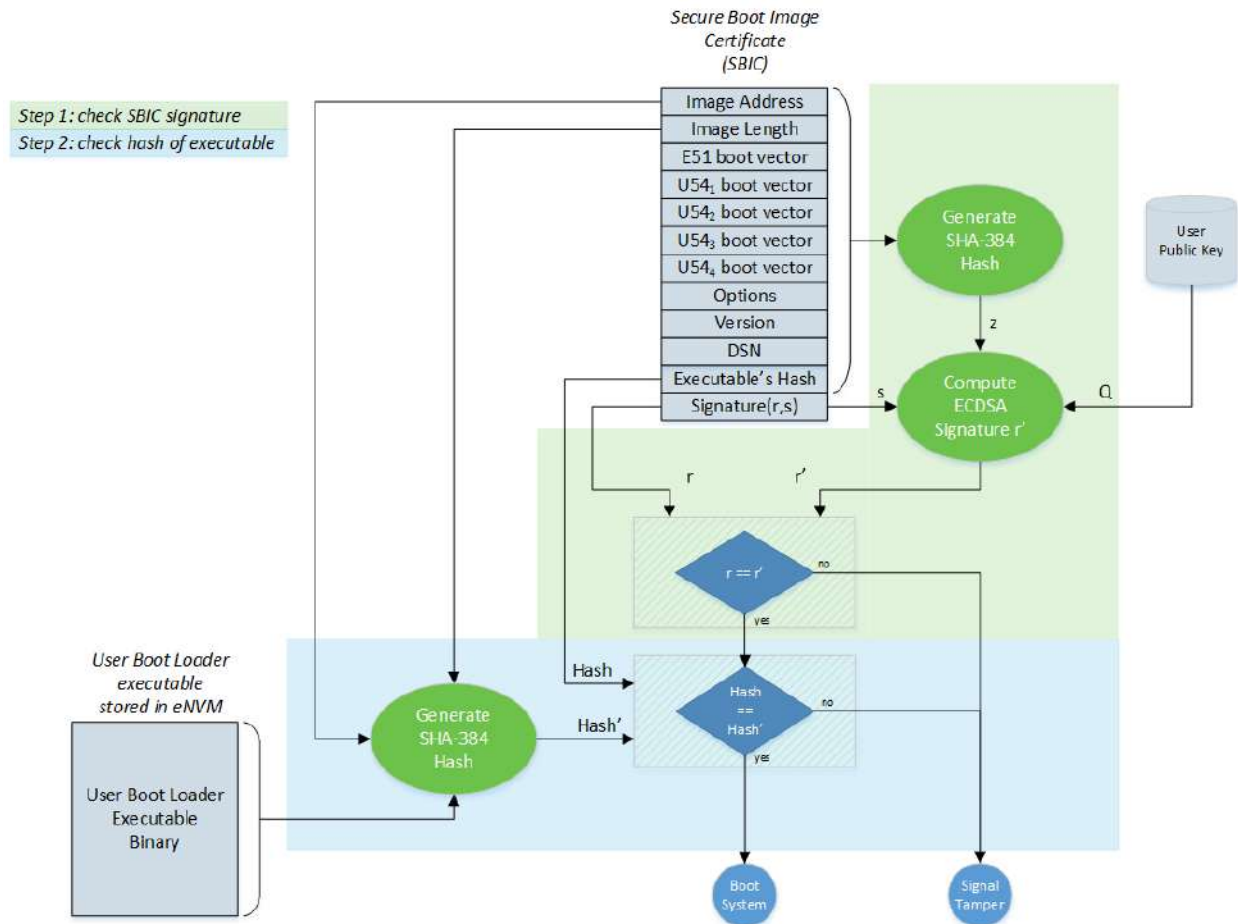 Secure Boot Image
Certificate
(SBIC)
Step 1: check SBIC signature
Step 2: check hash of executable
Image Address
Image Length
E51 boot vector
U54₁ boot vector
U54₂ boot vector
U54₃ boot vector
U54₄ boot vector
Options
Version
DSN
Executable's Hash
Signature(r,s)
Generate
SHA-384
Hash
User
Public Key
z
s
Compute
ECDSA
Signature r'
Q
r
r'
r == r'
no
yes
User Boot Loader
executable
stored in eNVM
User Boot Loader
Executable
Binary
Generate
SHA-384
Hash
Hash
Hash'
Hash
==
Hash'
no
yes
Boot
System
Signal
Tamper